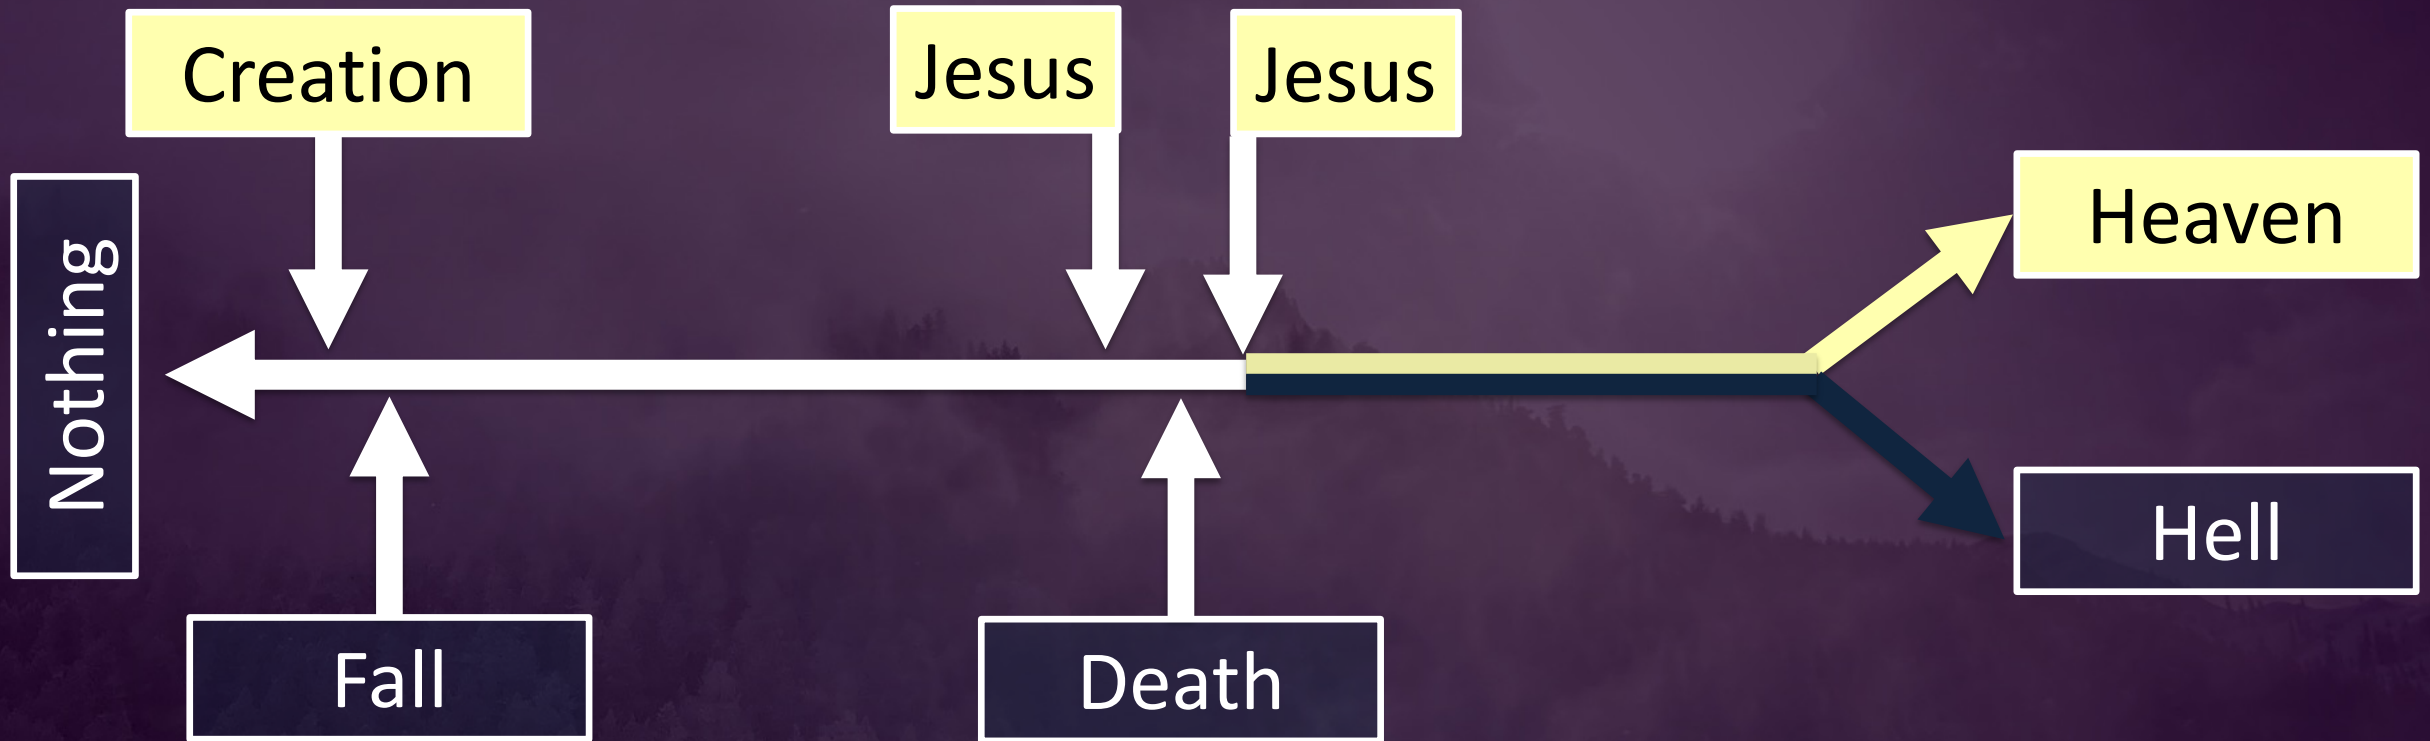 Creation
Jesus
Jesus
Nothing
Heaven
Hell
Fall
Death